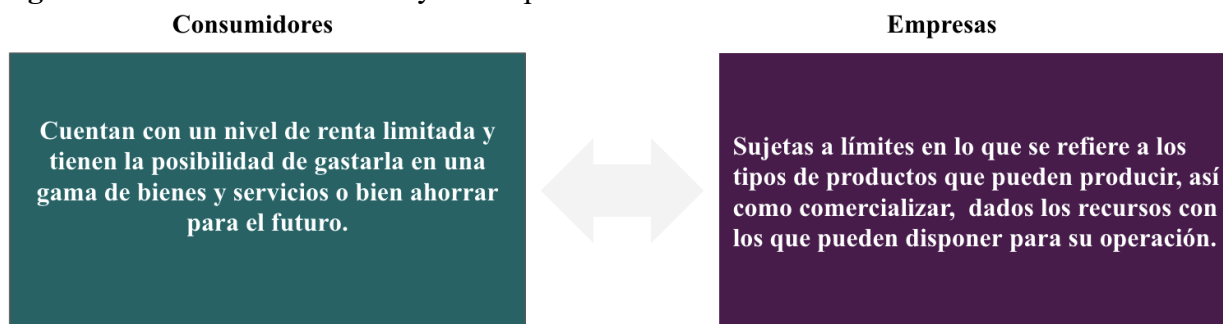 Consumidores
Empresas
Cuentan con un nivel de renta limitada y
tienen la posibilidad de gastarla en una
gama de bienes y servicios o bien ahorrar
para el futuro.
Sujetas a límites en lo que se refiere a los
tipos de productos que pueden producir, así
como comercializar, dados los recursos con
los que pueden disponer para su operación.